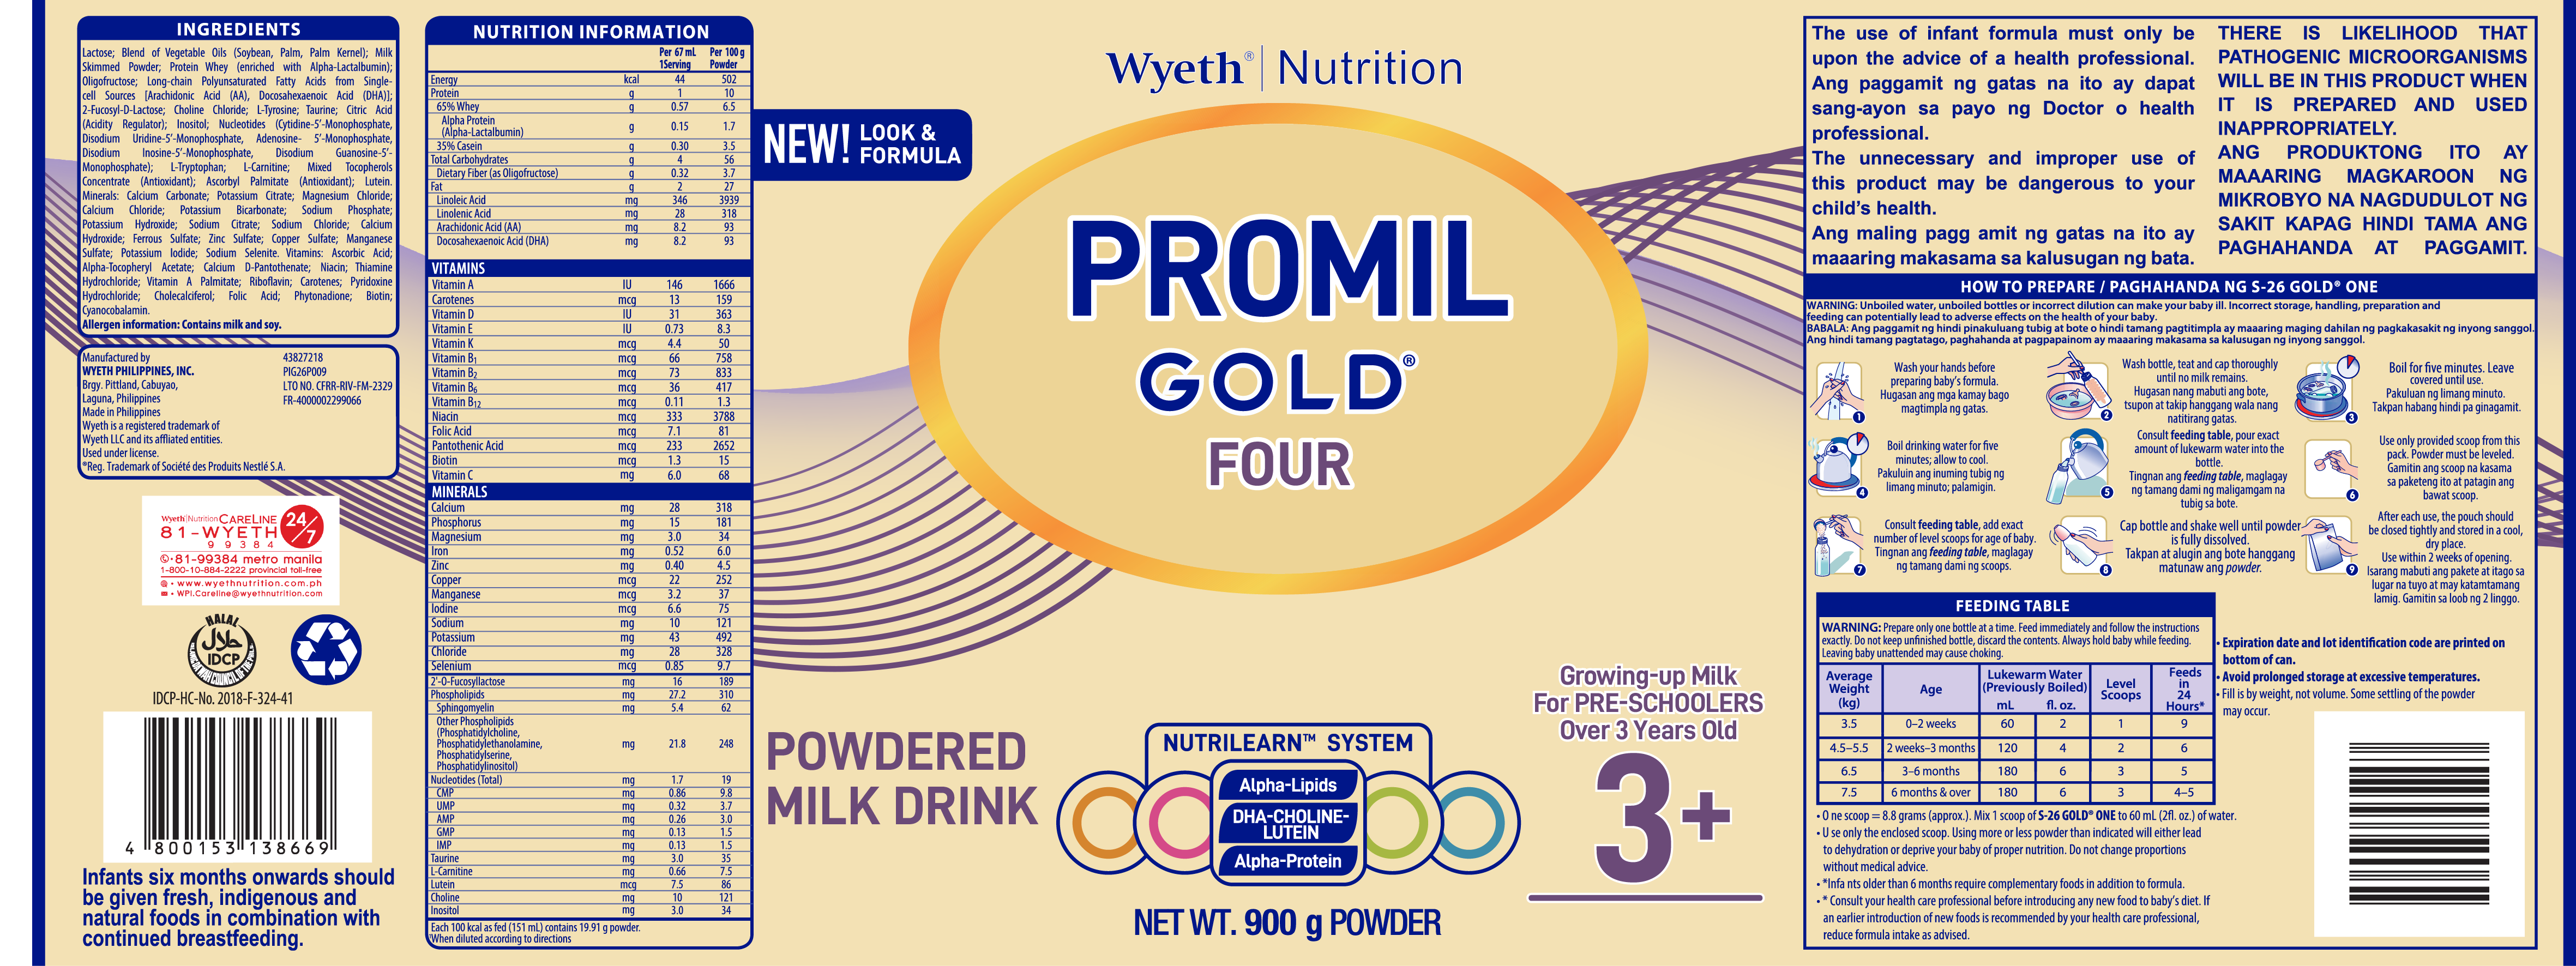 INGREDIENTS
Lactose; Blend of Vegetable Oils (Soybean, Palm, Palm Kernel); Milk
Skimmed Powder; Protein Whey (enriched with Alpha-Lactalbumin);
Oligofructose; Long-chain Polyunsaturated Fatty Acids from Single-
cell Sources [Arachidonic Acid (AA), Docosahexaenoic Acid (DHA)];
2-Fucosyl-D-Lactose; Choline Chloride; L-Tyrosine; Taurine; Citric Acid
(Acidity Regulator); Inositol; Nucleotides (Cytidine-5'-Monophosphate,
Disodium Uridine-5'-Monophosphate, Adenosine- 5'-Monophosphate,
Disodium Inosine-5'-Monophosphate, Disodium Guanosine-5'-
Monophosphate); L-Tryptophan; L-Carnitine; Mixed Tocopherols
Concentrate (Antioxidant); Ascorbyl Palmitate (Antioxidant); Lutein.
Minerals: Calcium Carbonate; Potassium Citrate; Magnesium Chloride;
Calcium Chloride; Potassium Bicarbonate; Sodium Phosphate;
Potassium Hydroxide; Sodium Citrate; Sodium Chloride; Calcium
Hydroxide; Ferrous Sulfate; Zinc Sulfate; Copper Sulfate; Manganese
Sulfate; Potassium Iodide; Sodium Selenite. Vitamins: Ascorbic Acid;
Alpha-Tocopheryl Acetate; Calcium D-Pantothenate; Niacin; Thiamine
Hydrochloride; Vitamin A Palmitate; Riboflavin; Carotenes; Pyridoxine
Hydrochloride; Cholecalciferol; Folic Acid; Phytonadione; Biotin;
Cyanocobalamin.
Allergen information: Contains milk and soy.
Manufactured by
WYETH PHILIPPINES, INC.
Brgy. Pittland, Cabuyao,
Laguna, Philippines
Made in Philippines
Wyeth is a registered trademark of
Wyeth LLC and its affliated entities.
Used under license.
*Reg. Trademark of Société des Produits Nestlé S.A.
43827218
PIG26P009
LTO NO. CFRR-RIV-FM-2329
FR-4000002299066
Wyeth | Nutrition CARELINE 24/7
81-WYETH
99384
81-99384 metro manila
1-800-10-884-2222 provincial toll-free
• www.wyethnutrition.com.ph
• WPI.Careline@wyethnutrition.com
HALAL
حلال
IDCP
IDCP-HC-No. 2018-F-324-41
4 800153 138669
Infants six months onwards should
be given fresh, indigenous and
natural foods in combination with
continued breastfeeding.
NUTRITION INFORMATION
Per 67 mL 1Serving Per 100 g Powder
Energy kcal 44 502
Protein g 1 10
65% Whey g 0.57 6.5
Alpha Protein
(Alpha-Lactalbumin) g 0.15 1.7
35% Casein g 0.30 3.5
Total Carbohydrates g 4 56
Dietary Fiber (as Oligofructose) g 0.32 3.7
Fat g 2 27
Linoleic Acid mg 346 3939
Linolenic Acid mg 28 318
Arachidonic Acid (AA) mg 8.2 93
Docosahexaenoic Acid (DHA) mg 8.2 93
VITAMINS
Vitamin A IU 146 1666
Carotenes mcg 13 159
Vitamin D IU 31 363
Vitamin E IU 0.73 8.3
Vitamin K mcg 4.4 50
Vitamin B1 mcg 66 758
Vitamin B2 mcg 73 833
Vitamin B6 mcg 36 417
Vitamin B12 mcg 0.11 1.3
Niacin mcg 333 3788
Folic Acid mcg 7.1 81
Pantothenic Acid mcg 233 2652
Biotin mcg 1.3 15
Vitamin C mg 6.0 68
MINERALS
Calcium mg 28 318
Phosphorus mg 15 181
Magnesium mg 3.0 34
Iron mg 0.52 6.0
Zinc mg 0.40 4.5
Copper mcg 22 252
Manganese mcg 3.2 37
Iodine mcg 6.6 75
Sodium mg 10 121
Potassium mg 43 492
Chloride mg 28 328
Selenium mcg 0.85 9.7
2'-O-Fucosyllactose mg 16 189
Phospholipids mg 27.2 310
Sphingomyelin mg 5.4 62
Other Phospholipids
(Phosphatidylcholine,
Phosphatidylethanolamine, mg 21.8 248
Phosphatidylserine,
Phosphatidylinositol)
Nucleotides (Total) mg 1.7 19
CMP mg 0.86 9.8
UMP mg 0.32 3.7
AMP mg 0.26 3.0
GMP mg 0.13 1.5
IMP mg 0.13 1.5
Taurine mg 3.0 35
L-Carnitine mg 0.66 7.5
Lutein mcg 7.5 86
Choline mg 10 121
Inositol mg 3.0 34
Each 100 kcal as fed (151 mL) contains 19.91 g powder.
When diluted according to directions
NEW! LOOK &
FORMULA
Wyeth® | Nutrition
PROMIL
GOLD®
FOUR
POWDERED
MILK DRINK
NUTRILEARN™ SYSTEM
Alpha-Lipids
DHA-CHOLINE-
LUTEIN
Alpha-Protein
NET WT. 900 g POWDER
Growing-up Milk
For PRE-SCHOOLERS
Over 3 Years Old
3+
The use of infant formula must only be
upon the advice of a health professional.
Ang paggamit ng gatas na ito ay dapat
sang-ayon sa payo ng Doctor o health
professional.
The unnecessary and improper use of
this product may be dangerous to your
child's health.
Ang maling pagg amit ng gatas na ito ay
maaaring makasama sa kalusugan ng bata.
THERE IS LIKELIHOOD THAT
PATHOGENIC MICROORGANISMS
WILL BE IN THIS PRODUCT WHEN
IT IS PREPARED AND USED
INAPPROPRIATELY.
ANG PRODUKTONG ITO AY
MAAARING MAGKAROON NG
MIKROBYO NA NAGDUDULOT NG
SAKIT KAPAG HINDI TAMA ANG
PAGHAHANDA AT PAGGAMIT.
HOW TO PREPARE / PAGHAHANDA NG S-26 GOLD® ONE
WARNING: Unboiled water, unboiled bottles or incorrect dilution can make your baby ill. Incorrect storage, handling, preparation and
feeding can potentially lead to adverse effects on the health of your baby.
BABALA: Ang paggamit ng hindi pinakuluang tubig at bote o hindi tamang pagtitimpla ay maaaring maging dahilan ng pagkakasakit ng inyong sanggol.
Ang hindi tamang pagtatago, paghahanda at pagpapainom ay maaaring makasama sa kalusugan ng inyong sanggol.
1
Wash your hands before
preparing baby's formula.
Hugasan ang mga kamay bago
magtimpla ng gatas.
2
Wash bottle, teat and cap thoroughly
until no milk remains.
Hugasan nang mabuti ang bote,
tsupon at takip hanggang wala nang
natitirang gatas.
3
Boil for five minutes. Leave
covered until use.
Pakuluan ng limang minuto.
Takpan habang hindi pa ginagamit.
4
Boil drinking water for five
minutes; allow to cool.
Pakuluin ang inuming tubig ng
limang minuto; palamigin.
5
Consult feeding table, pour exact
amount of lukewarm water into the
bottle.
Tingnan ang feeding table, maglagay
ng tamang dami ng maligamgam na
tubig sa bote.
6
Use only provided scoop from this
pack. Powder must be leveled.
Gamitin ang scoop na kasama
sa paketeng ito at patagin ang
bawat scoop.
7
Consult feeding table, add exact
number of level scoops for age of baby.
Tingnan ang feeding table, maglagay
ng tamang dami ng scoops.
8
Cap bottle and shake well until powder
is fully dissolved.
Takpan at alugin ang bote hanggang
matunaw ang powder.
9
After each use, the pouch should
be closed tightly and stored in a cool,
dry place.
Use within 2 weeks of opening.
Isarang mabuti ang pakete at itago sa
lugar na tuyo at may katamtamang
lamig. Gamitin sa loob ng 2 linggo.
FEEDING TABLE
WARNING: Prepare only one bottle at a time. Feed immediately and follow the instructions
exactly. Do not keep unfinished bottle, discard the contents. Always hold baby while feeding.
Leaving baby unattended may cause choking.
Average Weight (kg) Age Lukewarm Water (Previously Boiled) mL fl. oz. Level Scoops Feeds in 24 Hours*
3.5 0–2 weeks 60 2 1 9
4.5–5.5 2 weeks–3 months 120 4 2 6
6.5 3–6 months 180 6 3 5
7.5 6 months & over 180 6 3 4–5
• O ne scoop = 8.8 grams (approx.). Mix 1 scoop of S-26 GOLD® ONE to 60 mL (2fl. oz.) of water.
• U se only the enclosed scoop. Using more or less powder than indicated will either lead
to dehydration or deprive your baby of proper nutrition. Do not change proportions
without medical advice.
• *Infa nts older than 6 months require complementary foods in addition to formula.
• * Consult your health care professional before introducing any new food to baby's diet. If
an earlier introduction of new foods is recommended by your health care professional,
reduce formula intake as advised.
• Expiration date and lot identification code are printed on
bottom of can.
• Avoid prolonged storage at excessive temperatures.
• Fill is by weight, not volume. Some settling of the powder
may occur.